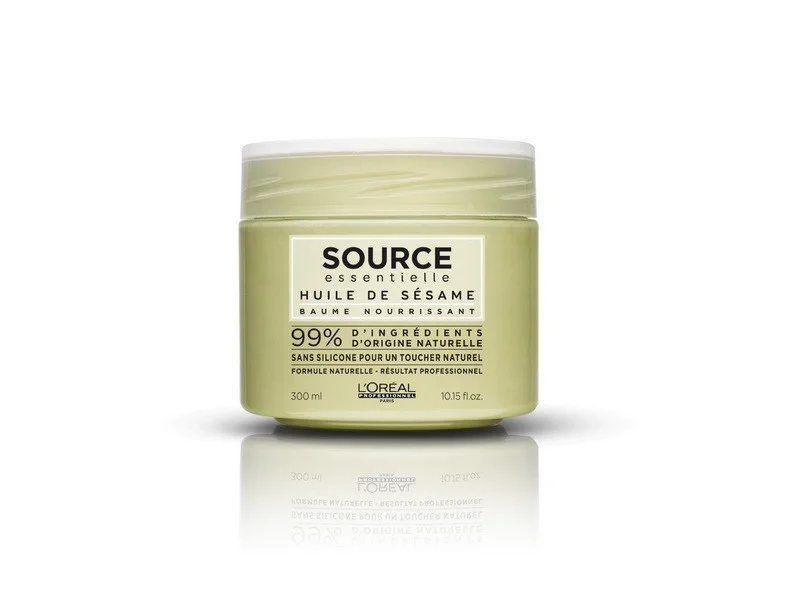 SOURCE
essentielle
HUILE DE SÉSAME
BAUME NOURRISSANT
99% D'INGRÉDIENTS
D'ORIGINE NATURELLE
SANS SILICONE POUR UN TOUCHER NATUREL
FORMULE NATURELLE - RÉSULTAT PROFESSIONNEL
L'ORÉAL
PROFESSIONNEL
PARIS
300 ml 10.15 fl.oz.